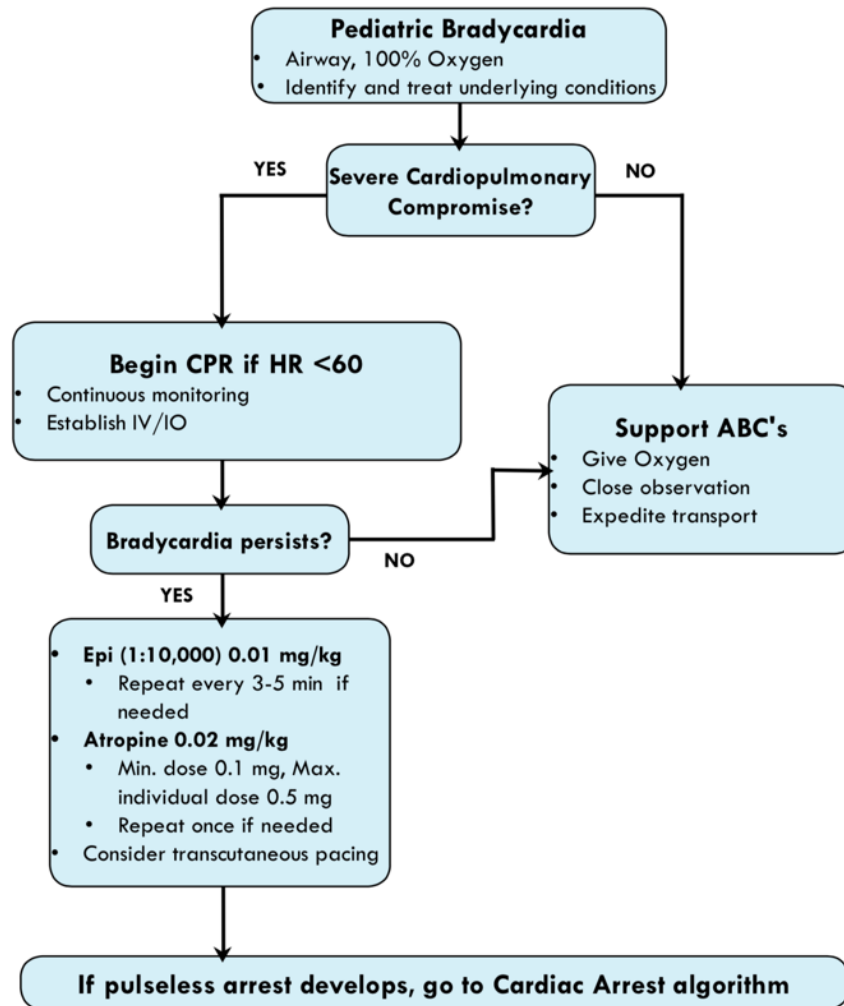 Pediatric Bradycardia
• Airway, 100% Oxygen
• Identify and treat underlying conditions
YES
Severe Cardiopulmonary
Compromise?
NO
Begin CPR if HR <60
• Continuous monitoring
• Establish IV/IO
Support ABC's
• Give Oxygen
• Close observation
• Expedite transport
Bradycardia persists?
NO
YES
• Epi (1:10,000) 0.01 mg/kg
• Repeat every 3-5 min if
needed
• Atropine 0.02 mg/kg
• Min. dose 0.1 mg, Max.
individual dose 0.5 mg
• Repeat once if needed
• Consider transcutaneous pacing
If pulseless arrest develops, go to Cardiac Arrest algorithm